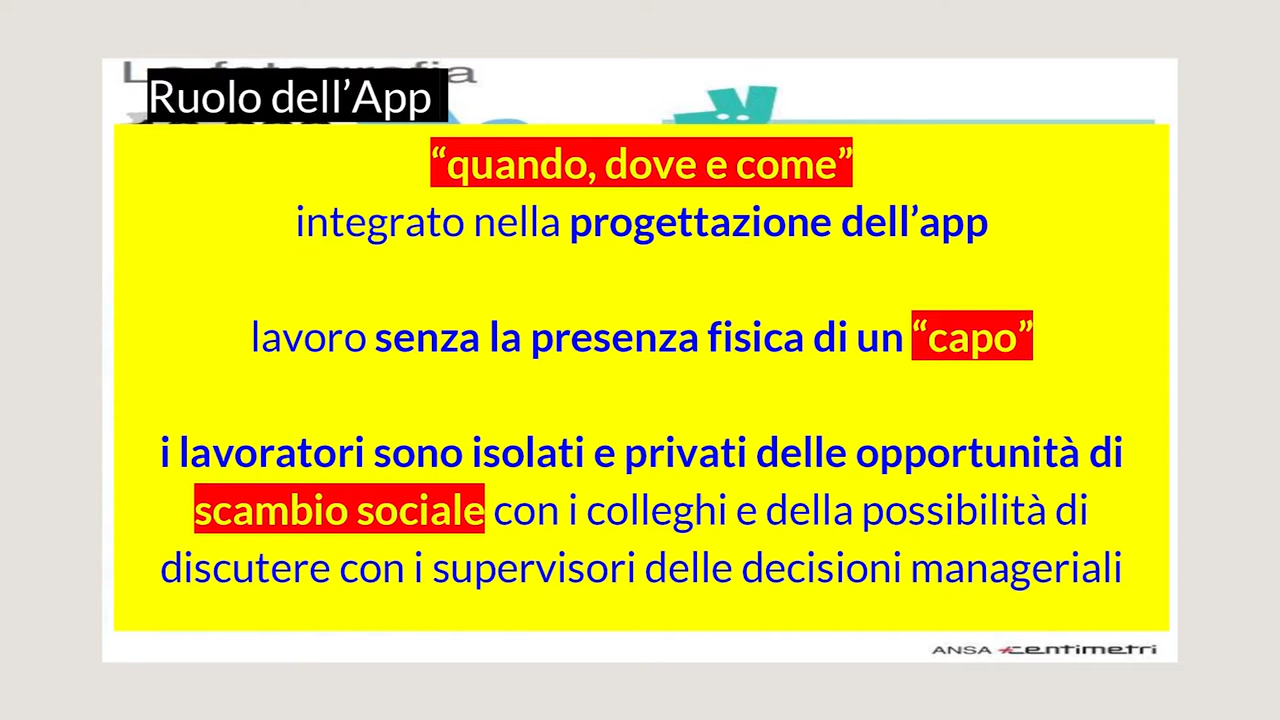 La fotografia
Ruolo dell’App
“quando, dove e come”
integrato nella progettazione dell’app
lavoro senza la presenza fisica di un “capo”
i lavoratori sono isolati e privati delle opportunità di
scambio sociale con i colleghi e della possibilità di
discutere con i supervisori delle decisioni manageriali
ANSA centimetri